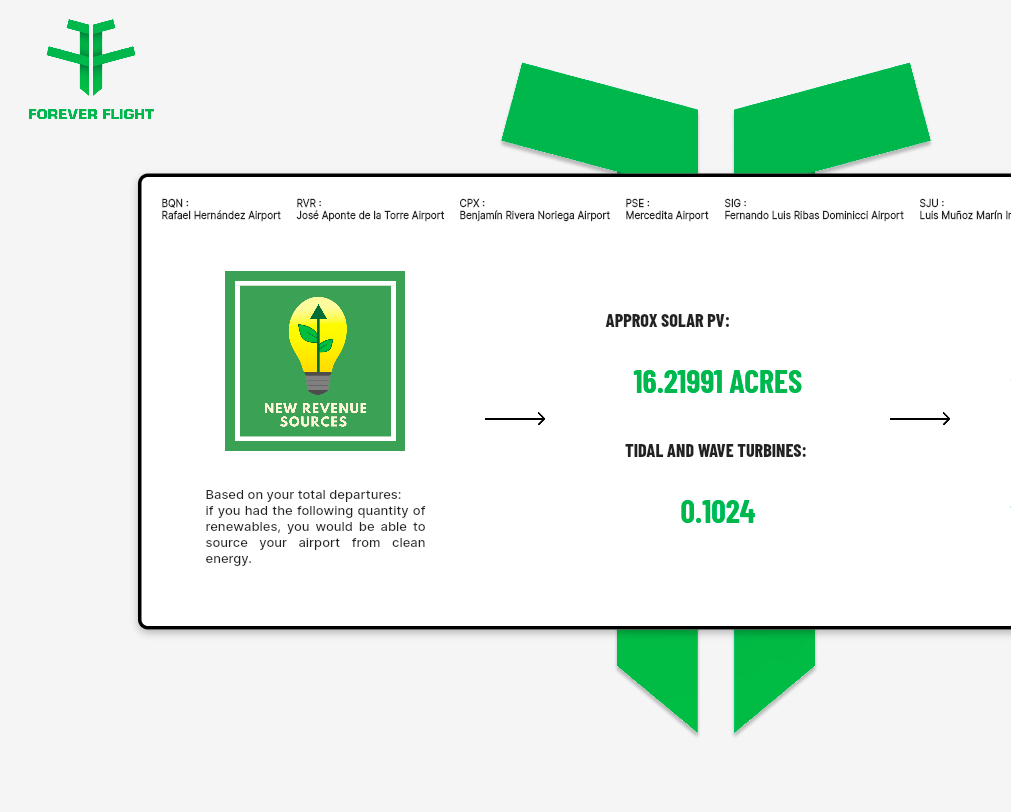 FOREVER FLIGHT
BQN :
Rafael Hernández Airport
RVR :
José Aponte de la Torre Airport
CPX :
Benjamín Rivera Noriega Airport
PSE :
Mercedita Airport
SIG :
Fernando Luis Ribas Dominicci Airport
SJU :
Luis Muñoz Marín
NEW REVENUE
SOURCES
Based on your total departures:
if you had the following quantity of
renewables, you would be able to
source your airport from clean
energy.
APPROX SOLAR PV:
16.21991 ACRES
TIDAL AND WAVE TURBINES:
0.1024